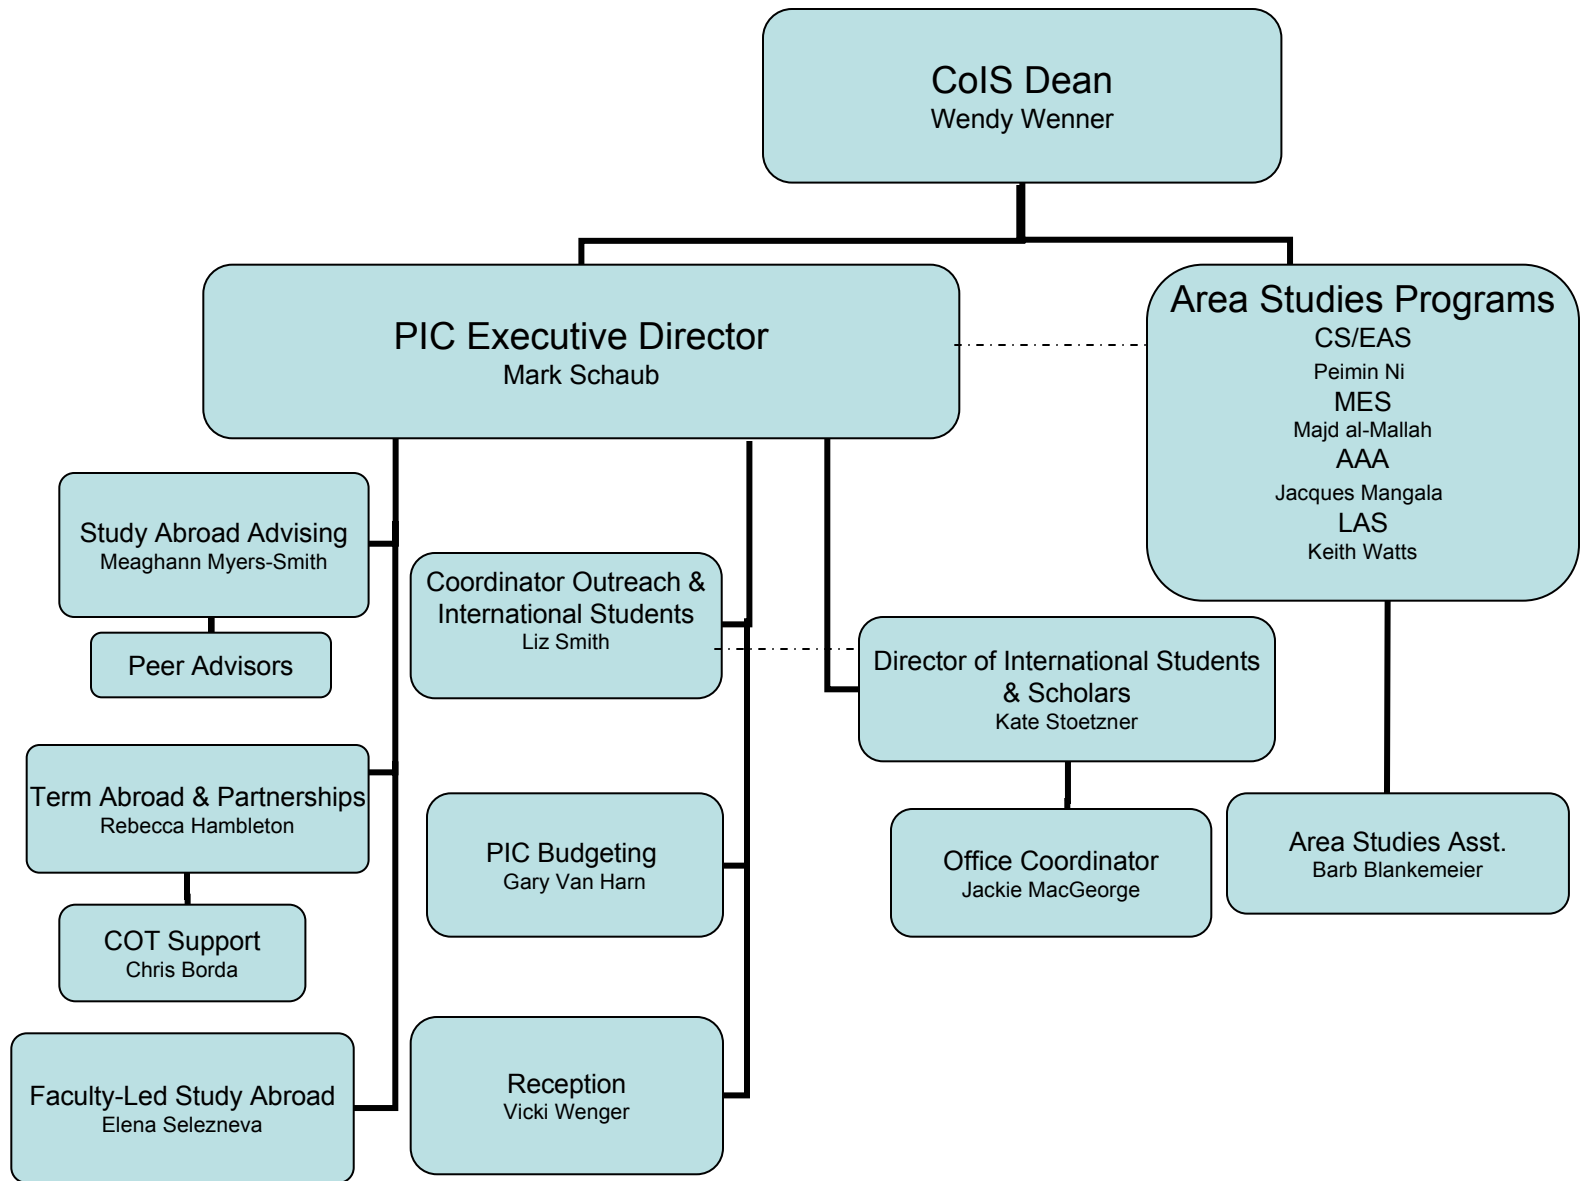 CoIS Dean
Wendy Wenner
PIC Executive Director
Mark Schaub
Area Studies Programs
CS/EAS
Peimin Ni
MES
Majd al-Mallah
AAA
Jacques Mangala
LAS
Keith Watts
Study Abroad Advising
Meaghann Myers-Smith
Peer Advisors
Coordinator Outreach &
International Students
Liz Smith
Director of International Students
& Scholars
Kate Stoetzner
Term Abroad & Partnerships
Rebecca Hambleton
PIC Budgeting
Gary Van Harn
Office Coordinator
Jackie MacGeorge
Area Studies Asst.
Barb Blankemeier
COT Support
Chris Borda
Faculty-Led Study Abroad
Elena Selezneva
Reception
Vicki Wenger